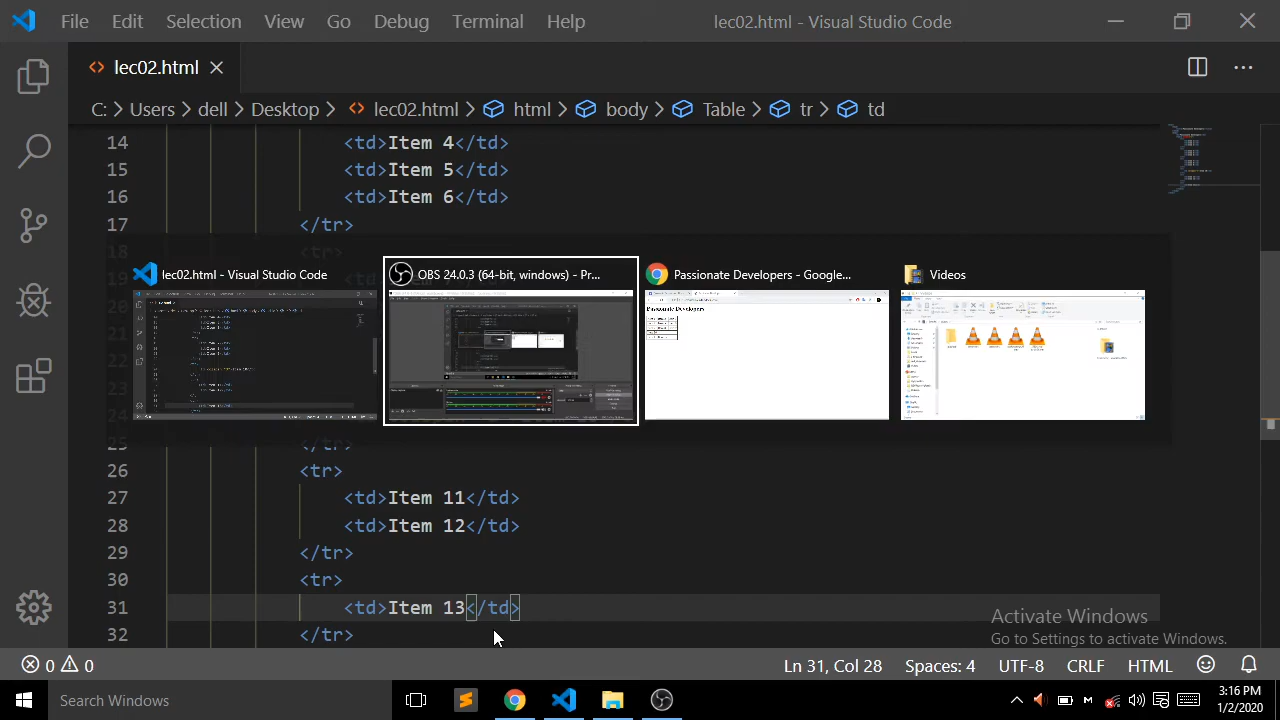 File Edit Selection View Go Debug Terminal Help lec02.html - Visual Studio Code
lec02.html
C: Users dell Desktop lec02.html html body Table tr td
14 <td>Item 4</td>
15 <td>Item 5</td>
16 <td>Item 6</td>
17 </tr>
lec02.html - Visual Studio Code
OBS 24.0.3 (64-bit, windows) - Pr...
Passionate Developers - Google...
Videos
26 <tr>
27 <td>Item 11</td>
28 <td>Item 12</td>
29 </tr>
30 <tr>
31 <td>Item 13</td>
32 </tr>
Activate Windows
Go to Settings to activate Windows.
0 0 Ln 31, Col 28 Spaces: 4 UTF-8 CRLF HTML
Search Windows
3:16 PM
1/2/2020